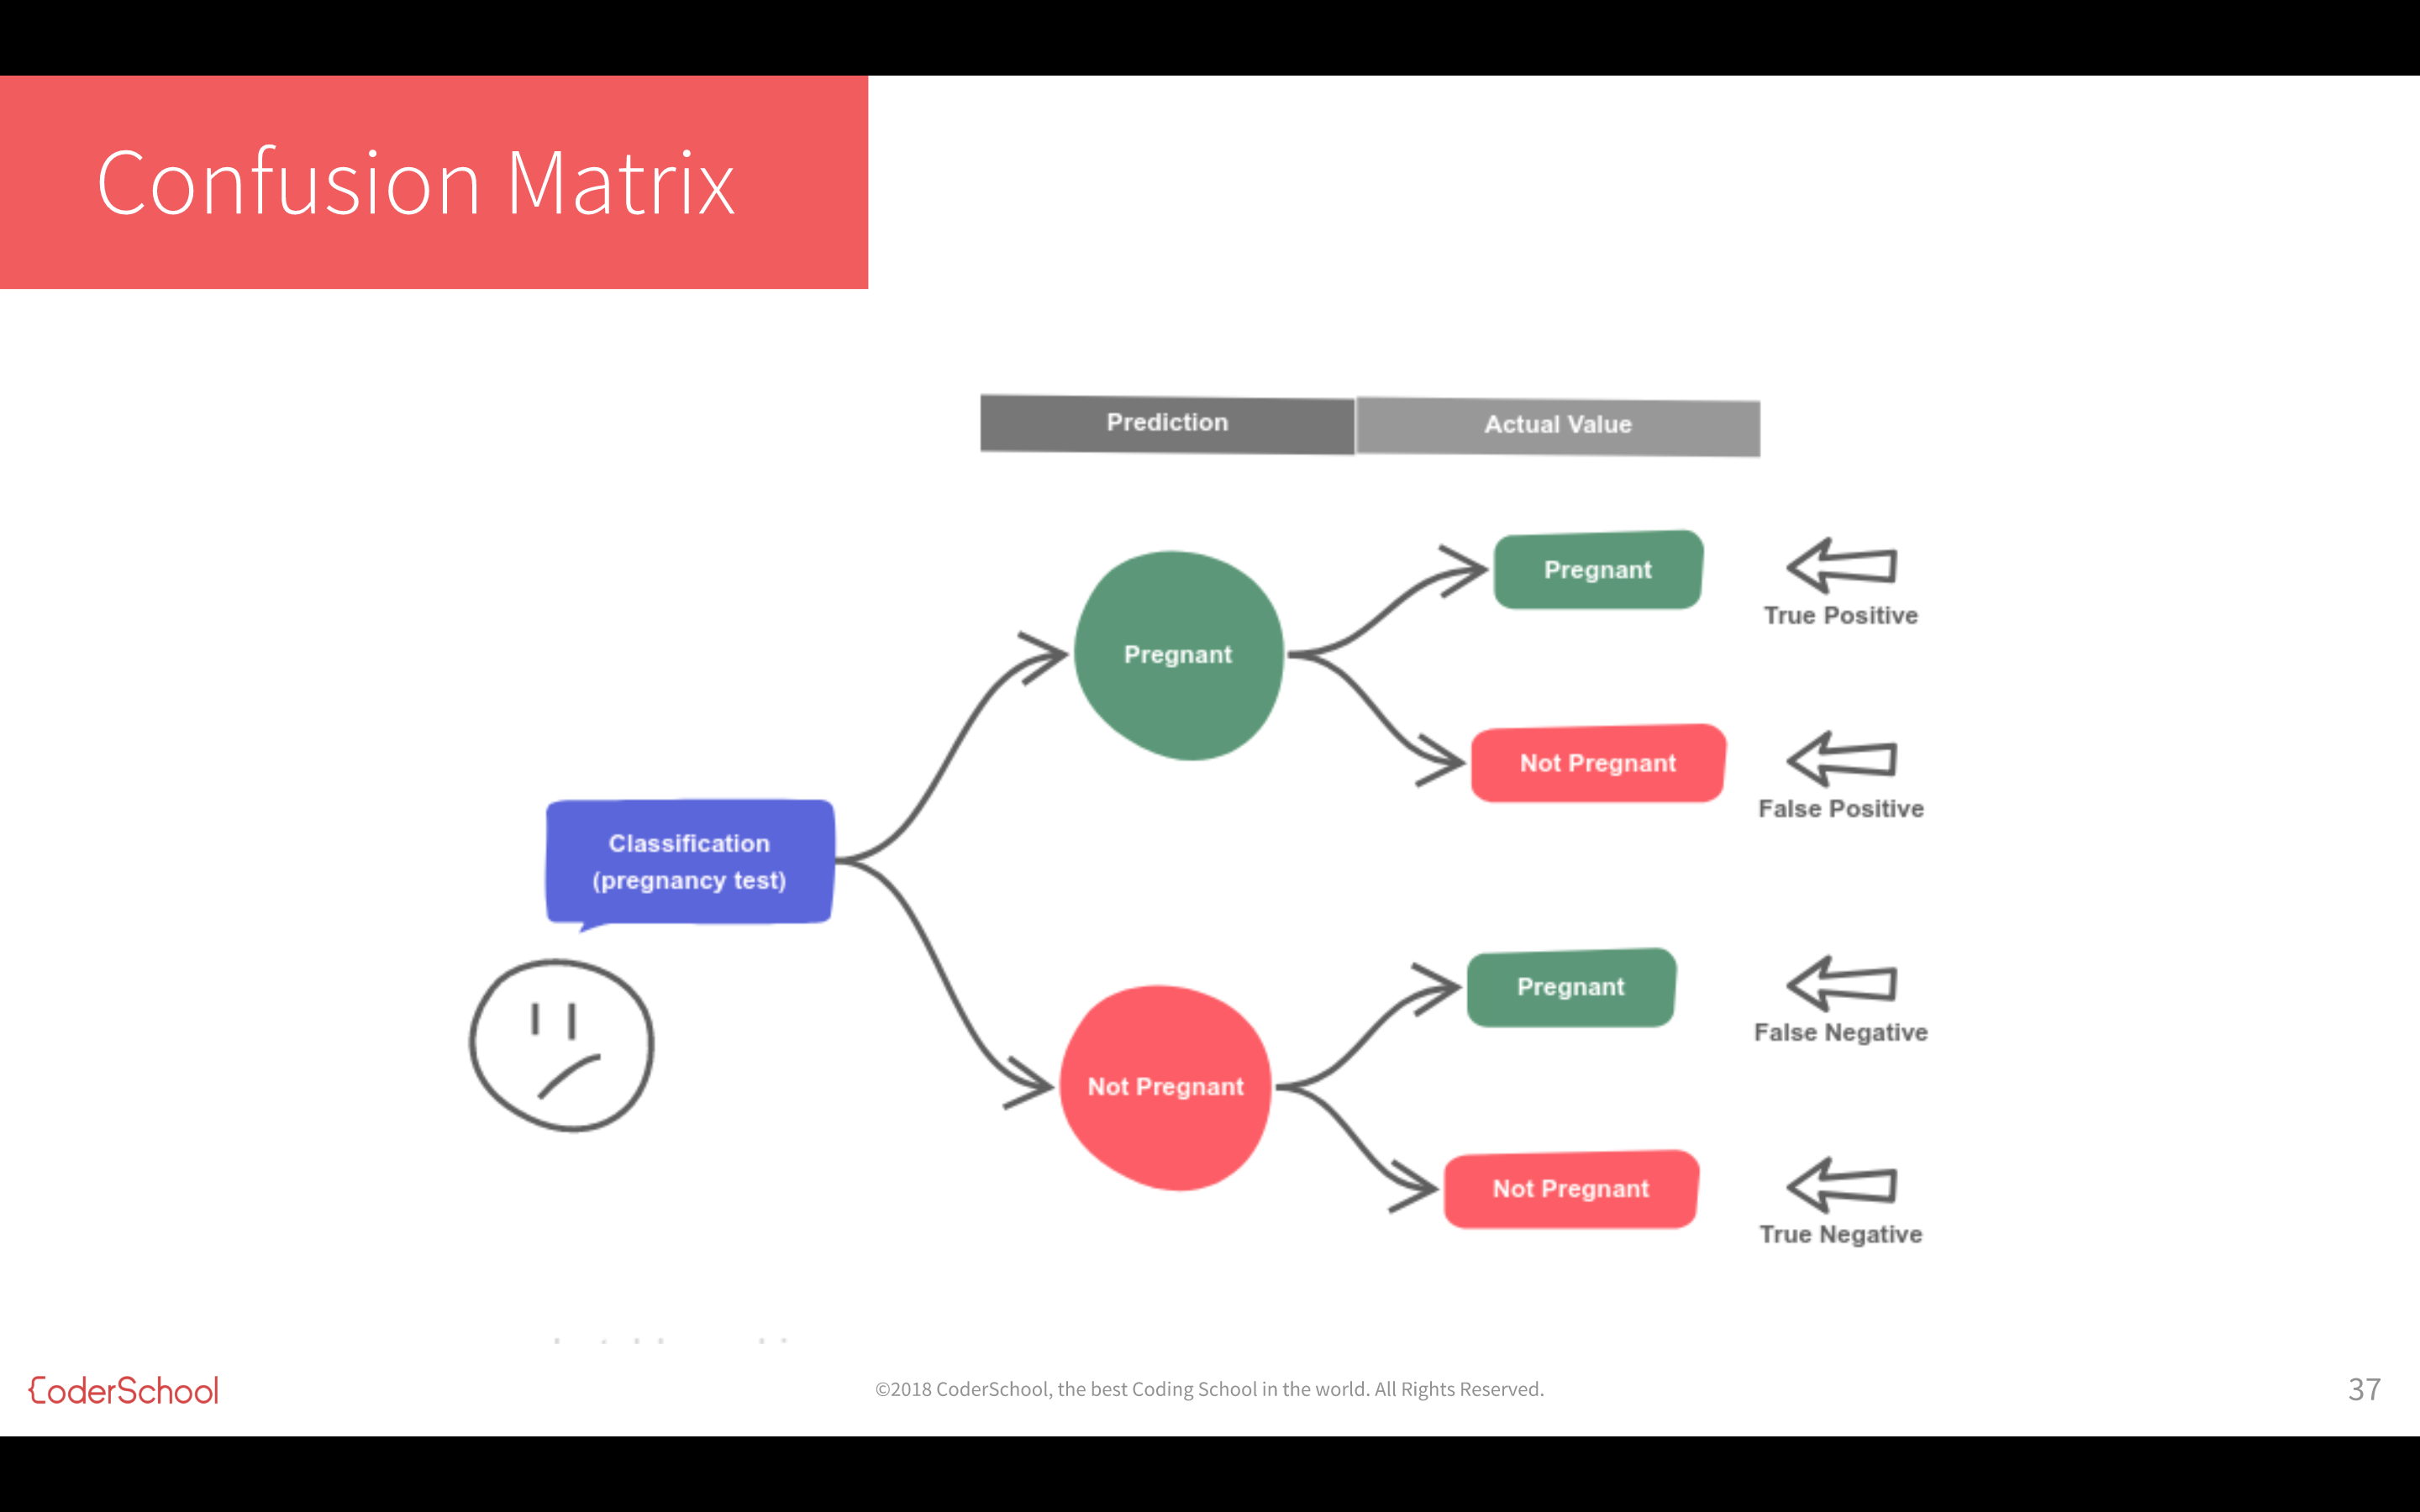 Confusion Matrix
Prediction
Actual Value
Pregnant
True Positive
Pregnant
Not Pregnant
False Positive
Classification
(pregnancy test)
Pregnant
False Negative
Not Pregnant
Not Pregnant
True Negative
{CoderSchool
©2018 CoderSchool, the best Coding School in the world. All Rights Reserved.
37